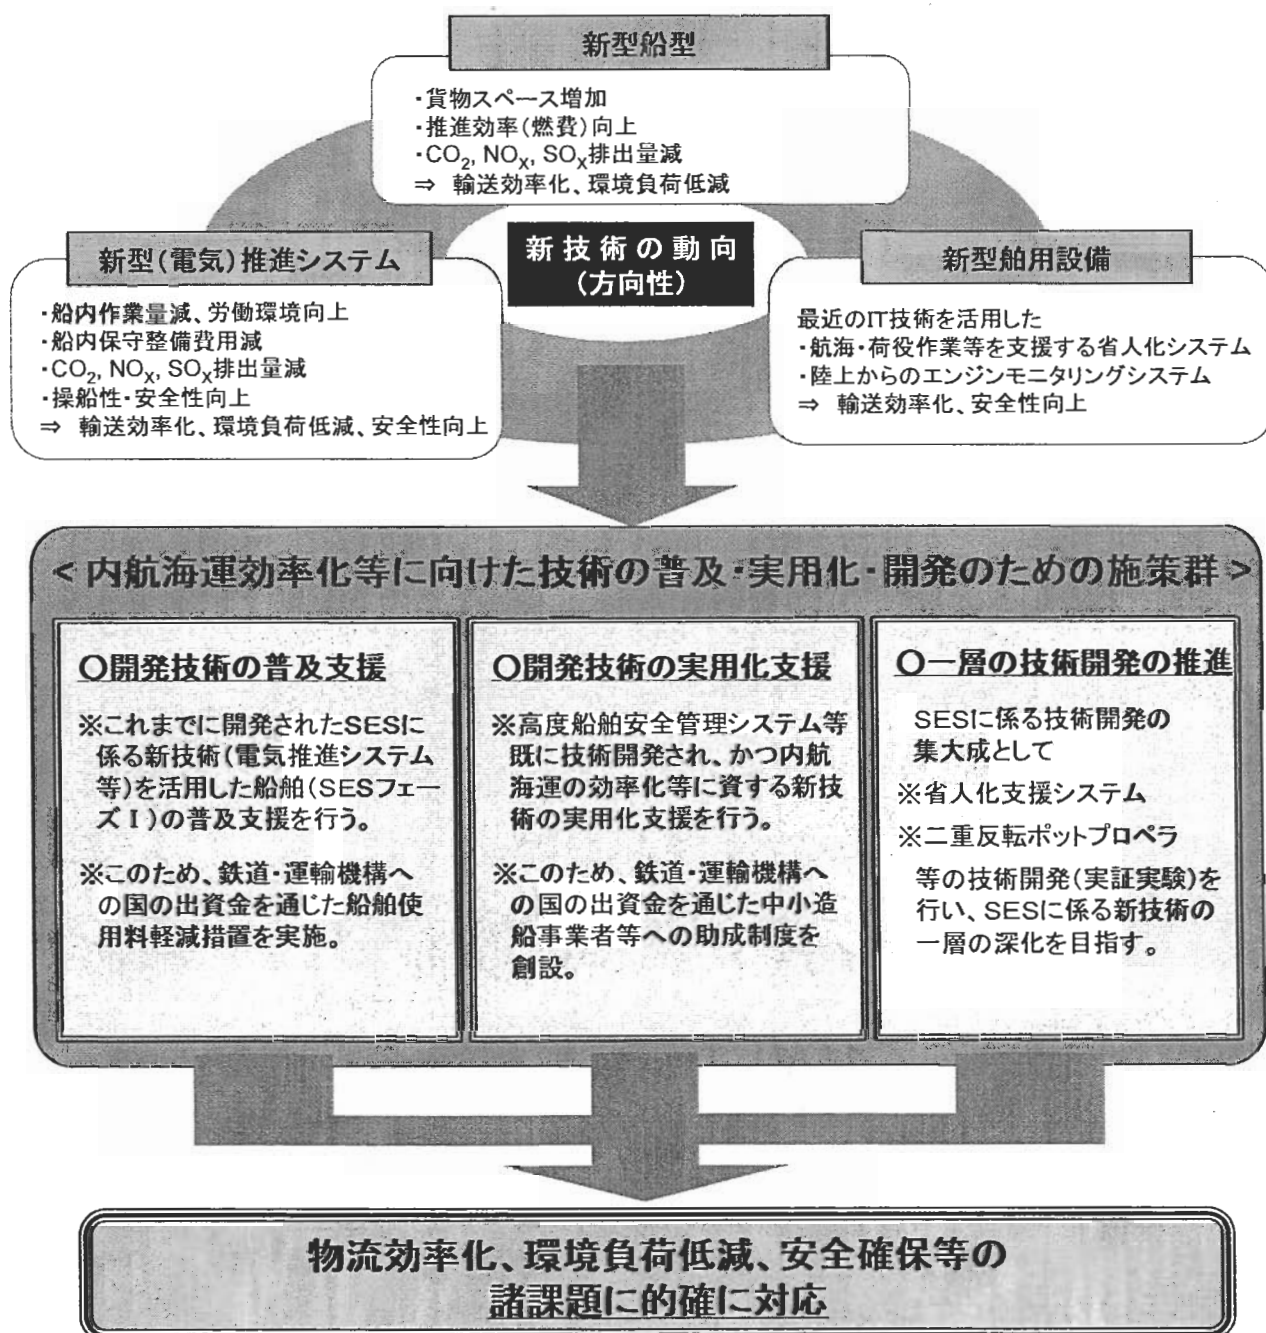 新型船型
・貨物スペース増加
・推進効率(燃費)向上
・CO2, NOX, SOX排出量減
⇒ 輸送効率化、環境負荷低減
新技術の動向
(方向性)
新型(電気)推進システム
・船内作業量減、労働環境向上
・船内保守整備費用減
・CO2, NOX, SOX排出量減
・操船性・安全性向上
⇒ 輸送効率化、環境負荷低減、安全性向上
新型舶用設備
最近のIT技術を活用した
・航海・荷役作業等を支援する省人化システム
・陸上からのエンジンモニタリングシステム
⇒ 輸送効率化、安全性向上
<内航海運効率化等に向けた技術の普及・実用化・開発のための施策群>
〇開発技術の普及支援
※これまでに開発されたSESに
係る新技術(電気推進システム
等)を活用した船舶(SESフェー
ズⅠ)の普及支援を行う。
※このため、鉄道・運輸機構へ
の国の出資金を通じた船舶使
用料軽減措置を実施。
〇開発技術の実用化支援
※高度船舶安全管理システム等
既に技術開発され、かつ内航
海運の効率化等に資する新技
術の実用化支援を行う。
※このため、鉄道・運輸機構へ
の国の出資金を通じた中小造
船事業者等への助成制度を
創設。
〇一層の技術開発の推進
SESに係る技術開発の
集大成として
※省人化支援システム
※二重反転ポットプロペラ
等の技術開発(実証実験)を
行い、SESに係る新技術の
一層の深化を目指す。
物流効率化、環境負荷低減、安全確保等の
諸課題に的確に対応